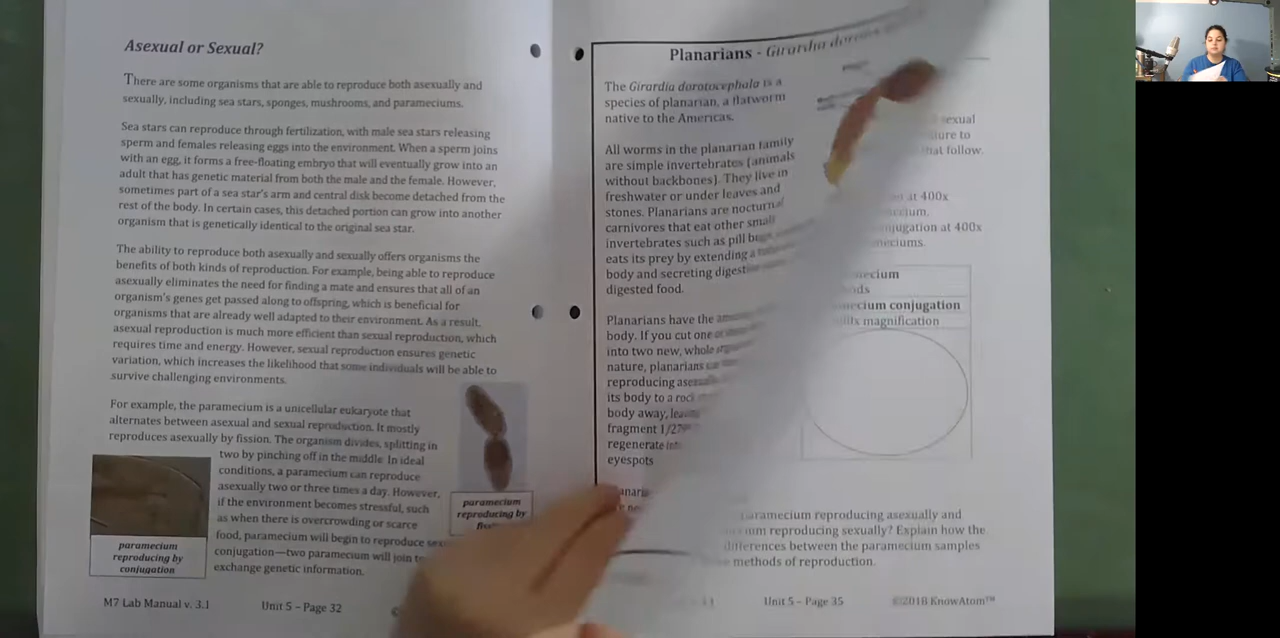 Asexual or Sexual?
There are some organisms that are able to reproduce both asexually and
sexually, including sea stars, sponges, mushrooms, and parameciums.
Sea stars can reproduce through fertilization, with male sea stars releasing
sperm and females releasing eggs into the environment. When a sperm joins
with an egg, it forms a free-floating embryo that will eventually grow into an
adult that has genetic material from both the male and the female. However,
sometimes part of a sea star's arm and central disk become detached from the
rest of the body. In certain cases, this detached portion can grow into another
organism that is genetically identical to the original sea star.
The ability to reproduce both asexually and sexually offers organisms the
benefits of both kinds of reproduction. For example, being able to reproduce
asexually eliminates the need for finding a mate and ensures that all of an
organism's genes get passed along to offspring, which is beneficial for
organisms that are already well adapted to their environment. As a result,
asexual reproduction is much more efficient than sexual reproduction, which
requires time and energy. However, sexual reproduction ensures genetic
variation, which increases the likelihood that some individuals will be able to
survive challenging environments.
For example, the paramecium is a unicellular eukaryote that
alternates between asexual and sexual reproduction. It mostly
reproduces asexually by fission. The organism divides, splitting in
two by pinching off in the middle. In ideal
conditions, a paramecium can reproduce
asexually two or three times a day. However,
if the environment becomes stressful, such
as when there is overcrowding or scarce
food, paramecium will begin to reproduce
conjugation—two paramecium will join
exchange genetic information.
paramecium
reproducing by
conjugation
paramecium
reproducing by
M7 Lab Manual v. 3.1
Unit 5 – Page 32
Planarians - Girardia
The Girardia dorotocephala is a
species of planarian, a flatworm
native to the Americas.
All worms in the planarian family
are simple invertebrates (animals
without backbones). They live in
freshwater or under leaves and
stones. Planarians are nocturnal
carnivores that eat other small
invertebrates such as pill
eats its prey by extending a
body and secreting
digested food.
Planarians have the
body. If you cut one
into two new, whole
nature, planarians
reproducing
its body to a rock
body away,
fragment
regenerate
eyespots
sexual
to
that follow.
at 400x
at 400x
conjugation
magnification
paramecium reproducing asexually and
reproducing sexually? Explain how the
differences between the paramecium samples
methods of reproduction.
Unit 5 – Page 35
©2018 KnowAtom™